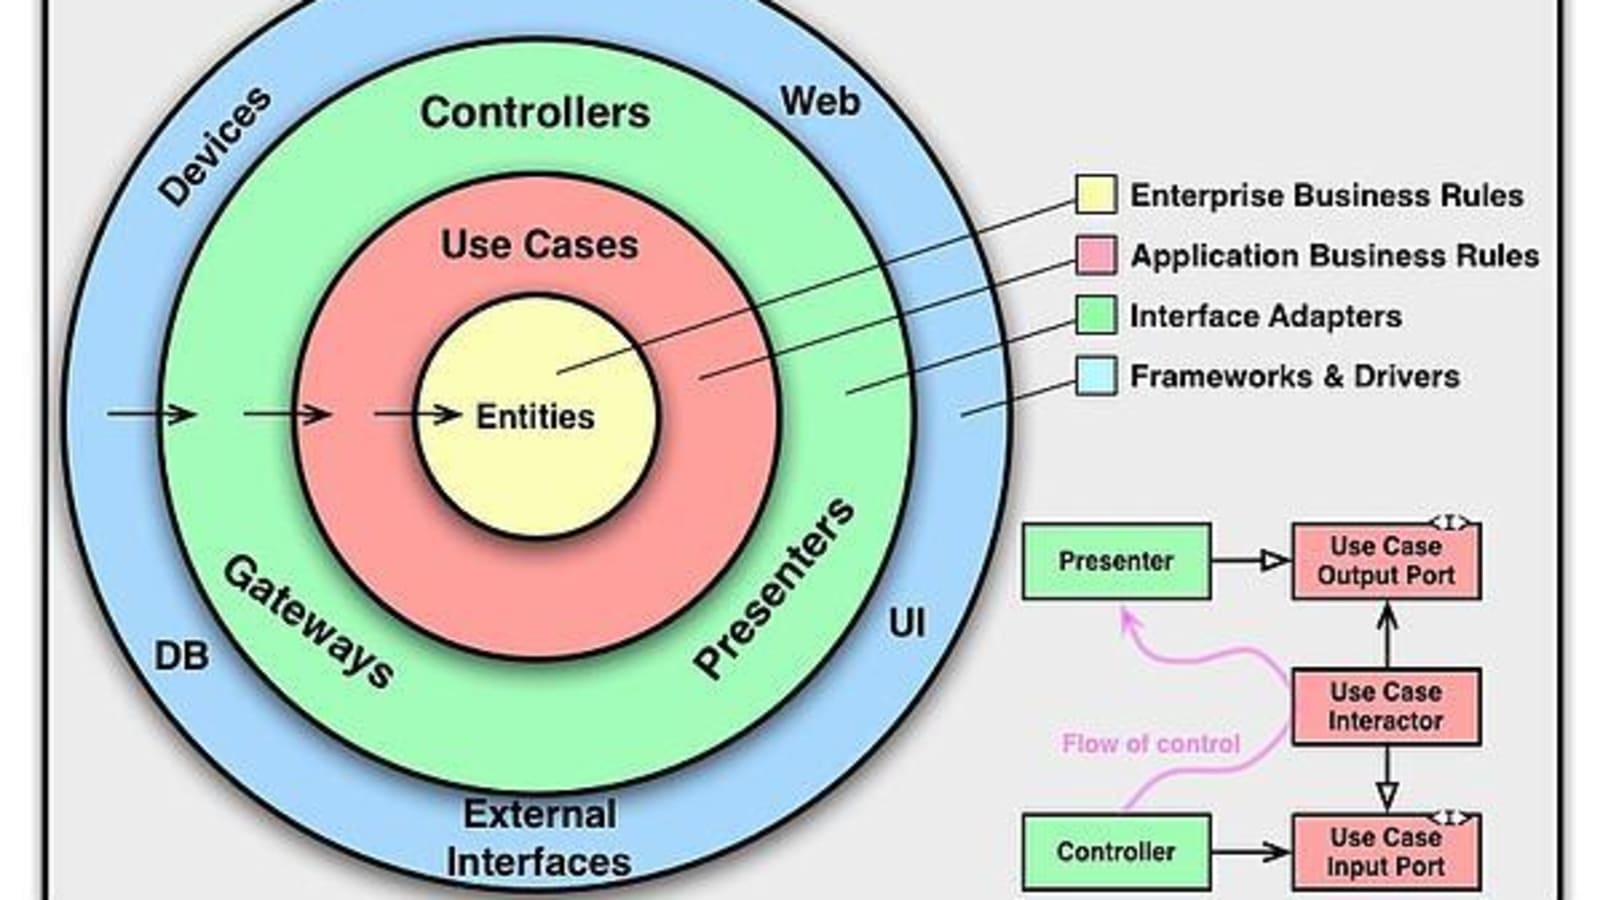 Devices
Controllers
Web
Use Cases
Entities
Gateways
Presenters
DB
UI
External
Interfaces
Enterprise Business Rules
Application Business Rules
Interface Adapters
Frameworks & Drivers
Presenter
<I>
Use Case
Output Port
Use Case
Interactor
Flow of control
Controller
<I>
Use Case
Input Port